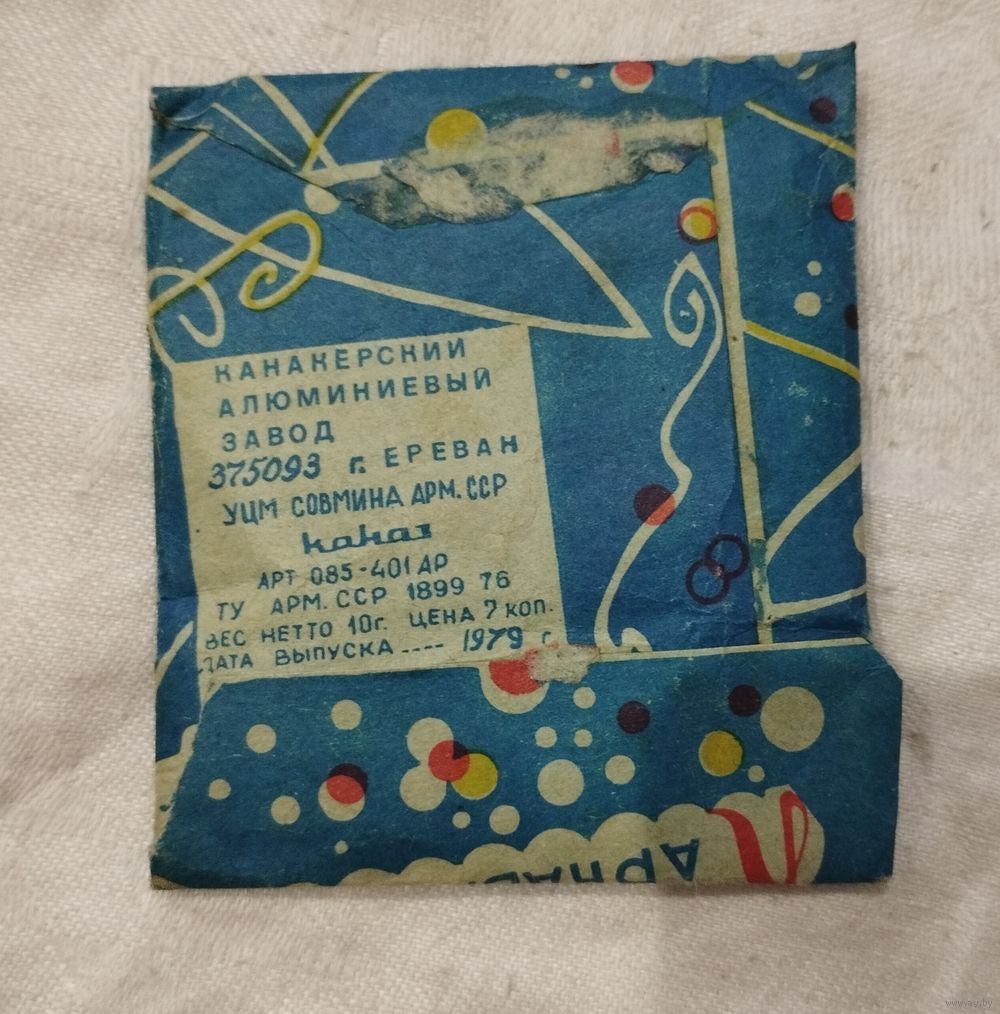 КАНАКЕРСКИЙ
АЛЮМИНИЕВЫЙ
ЗАВОД
375093 г. ЕРЕВАН
УЦМ СОВМИНА АРМ. ССР
каназ
АРТ 085-401 АР
ТУ АРМ. ССР 1899 76
ВЕС НЕТТО 10г. ЦЕНА 7 коп.
ДАТА ВЫПУСКА .... 1979 г.